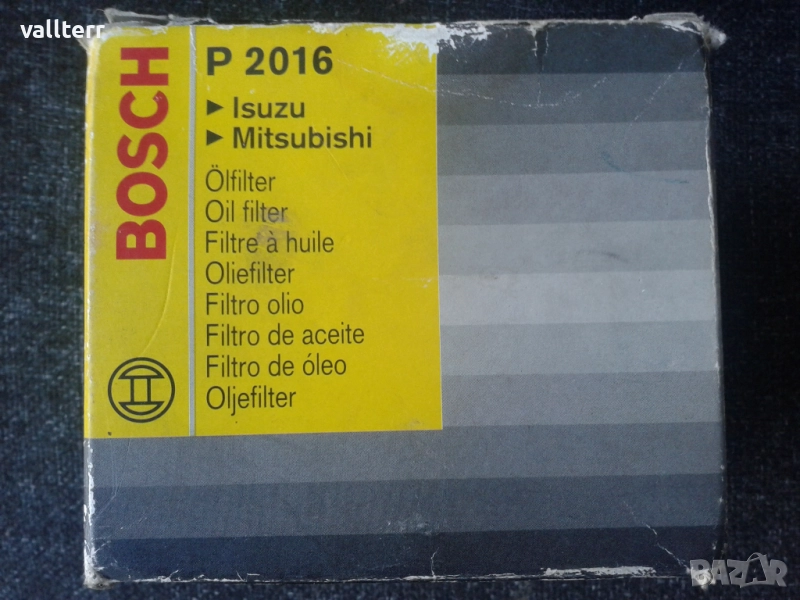 vallterr
BOSCH
P 2016
► Isuzu
► Mitsubishi
Ölfilter
Oil filter
Filtre à huile
Oliefilter
Filtro olio
Filtro de aceite
Filtro de óleo
Oljefilter
BAZAR